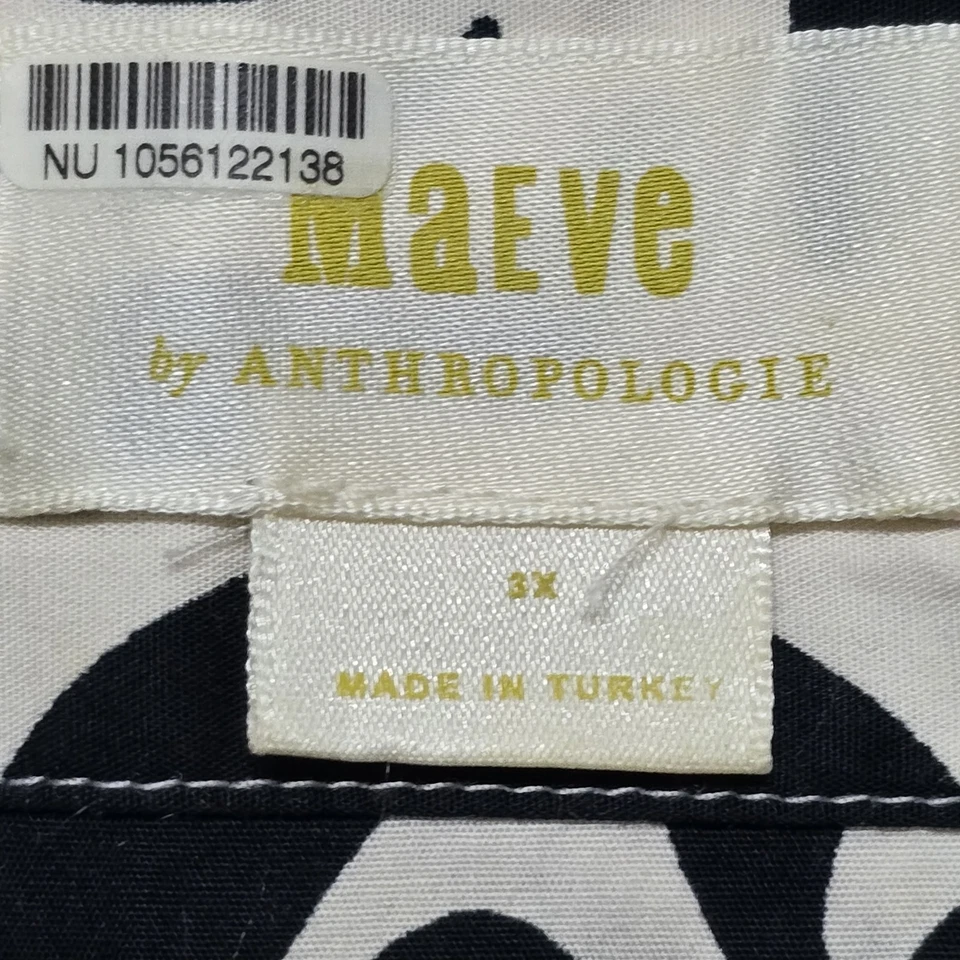 NU 1056122138
Maeve
by ANTHROPOLOGIE
3X
MADE IN TURKEY